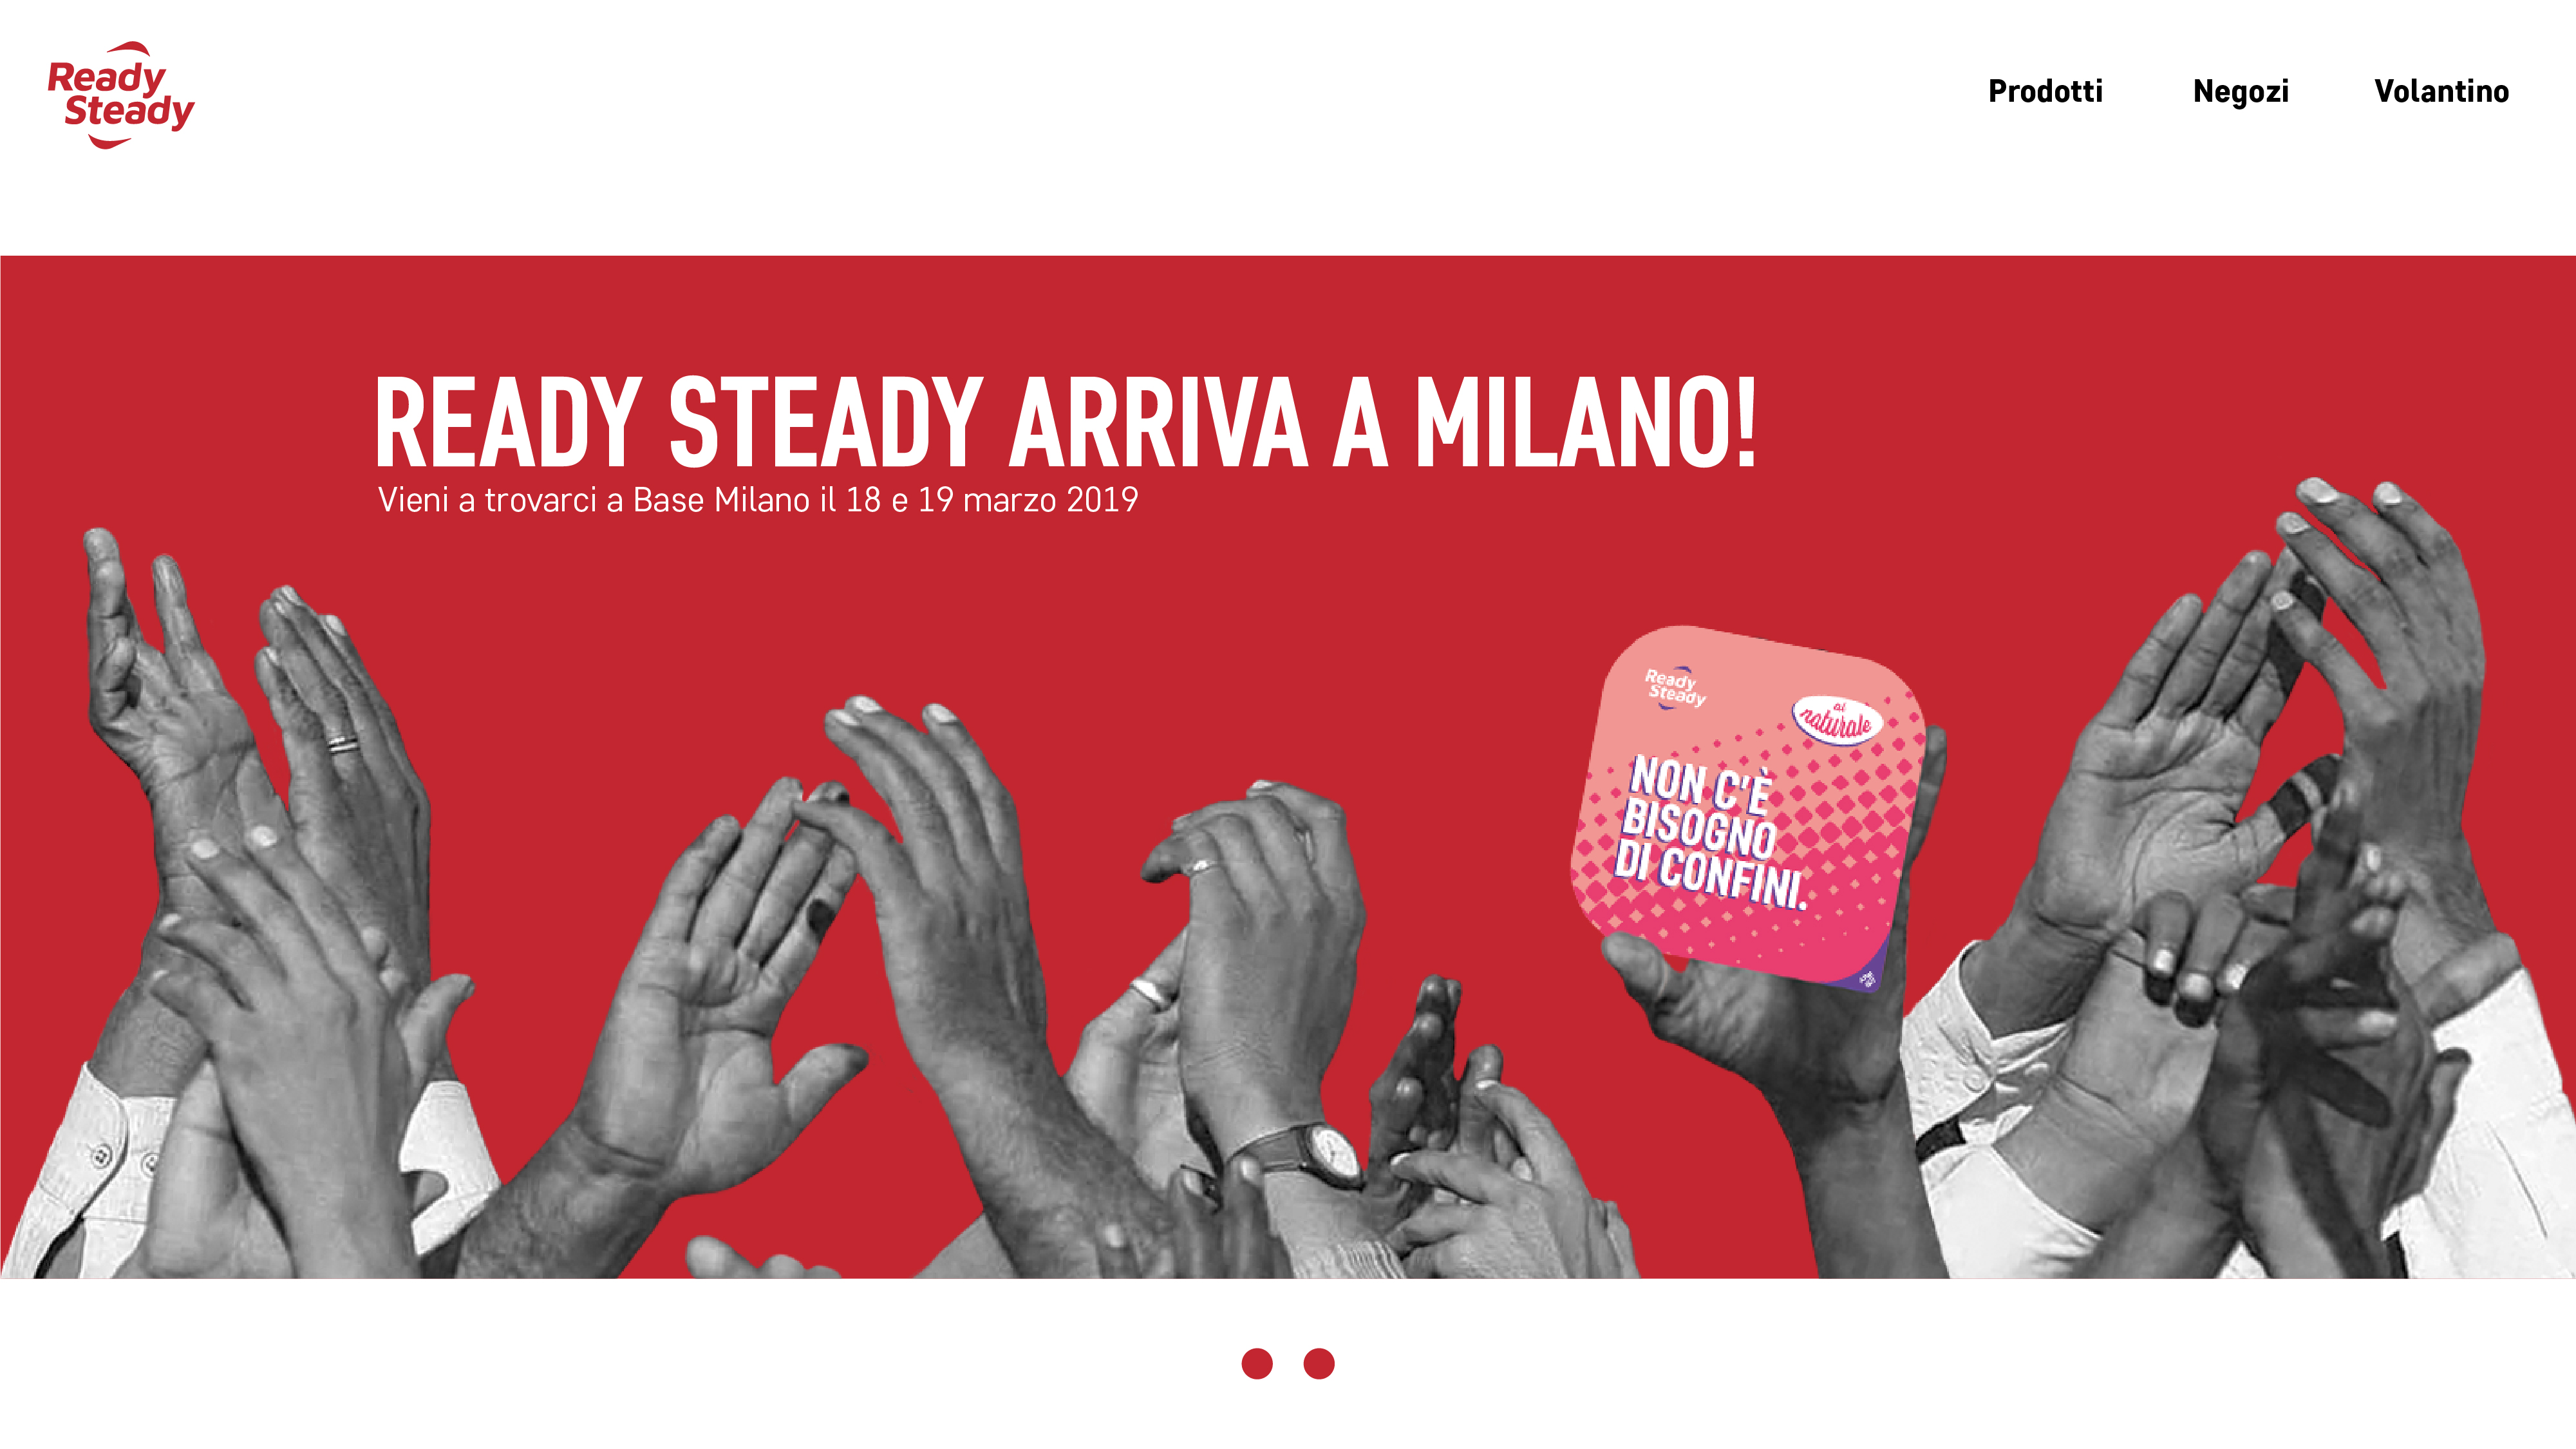 Ready
Steady
Prodotti Negozi Volantino
READY STEADY ARRIVA A MILANO!
Vieni a trovarci a Base Milano il 18 e 19 marzo 2019
Ready
Steady
al
naturale
NON C'È
BISOGNO
DI CONFINI.